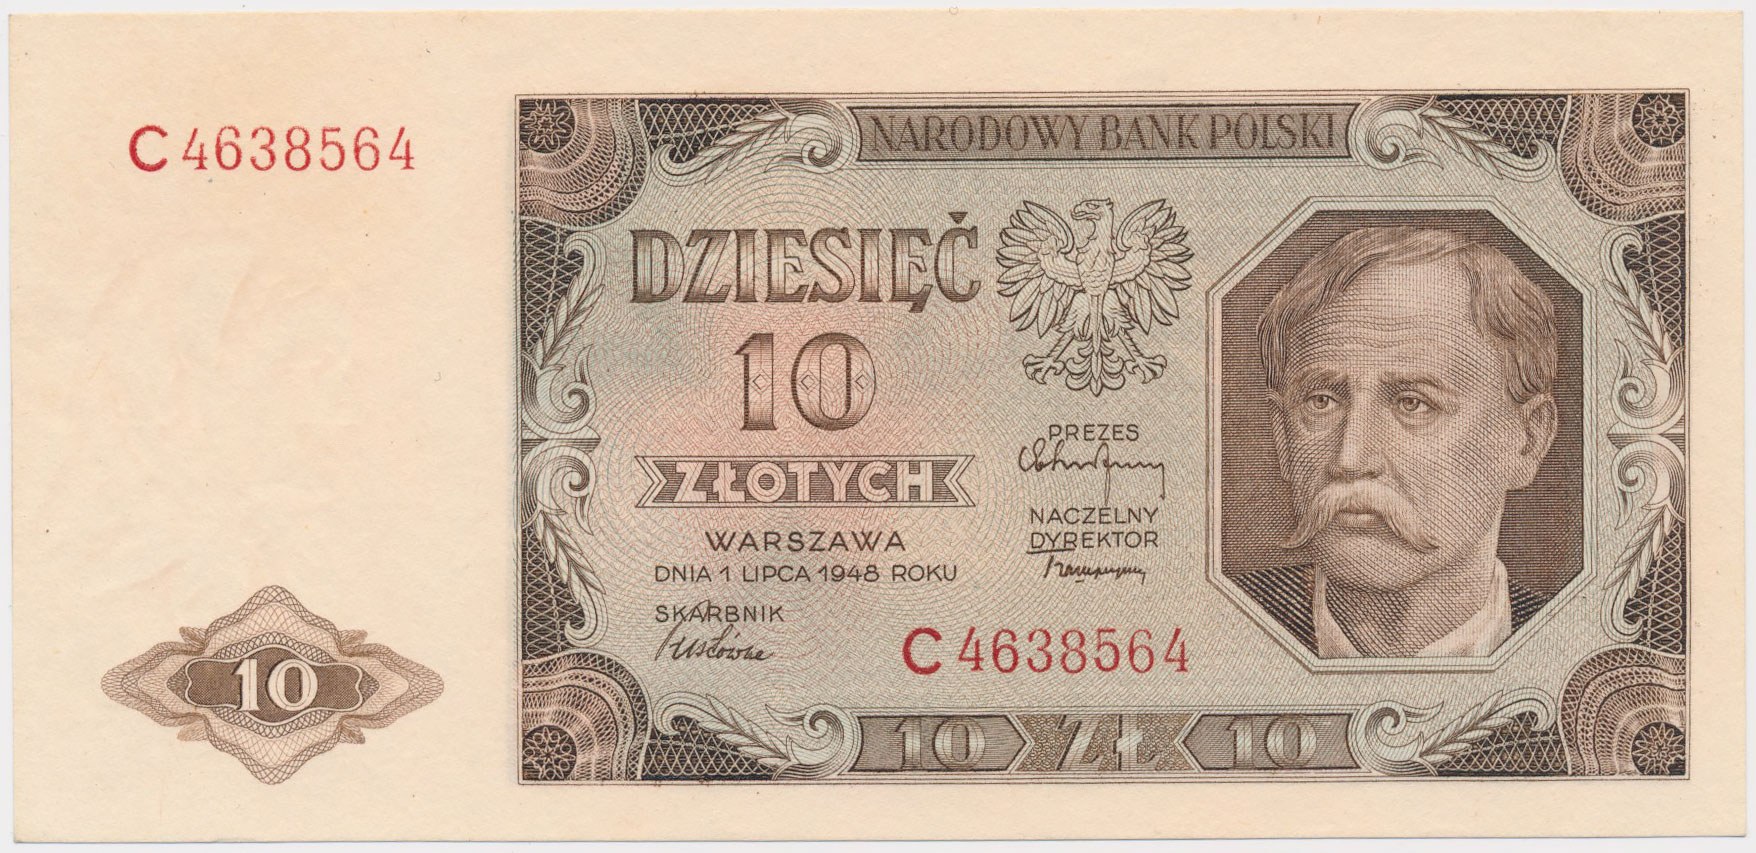 C 4638564
NARODOWY BANK POLSKI
DZIESIĘĆ
10
ZŁOTYCH
WARSZAWA
DNIA 1 LIPCA 1948 ROKU
SKARBNIK
PREZES
NACZELNY
DYREKTOR
C 4638564
10
10 ZŁ 10